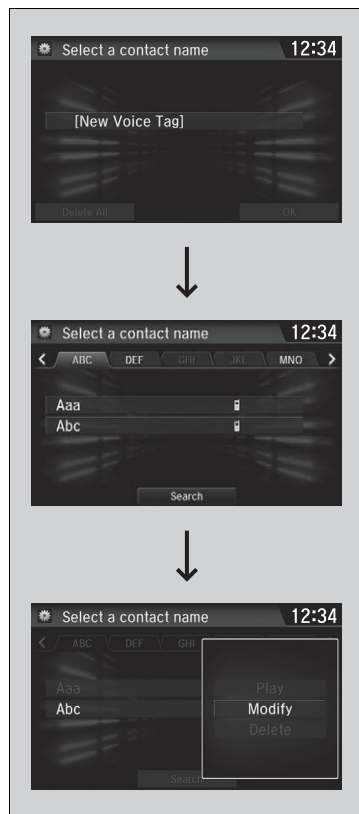 Select a contact name 12:34
[New Voice Tag]
Delete All OK
Select a contact name 12:34
ABC DEF GHI JKL MNO
Aaa
Abc
Search
Select a contact name 12:34
ABC DEF GHI
Aaa Play
Abc Modify
Delete
Search